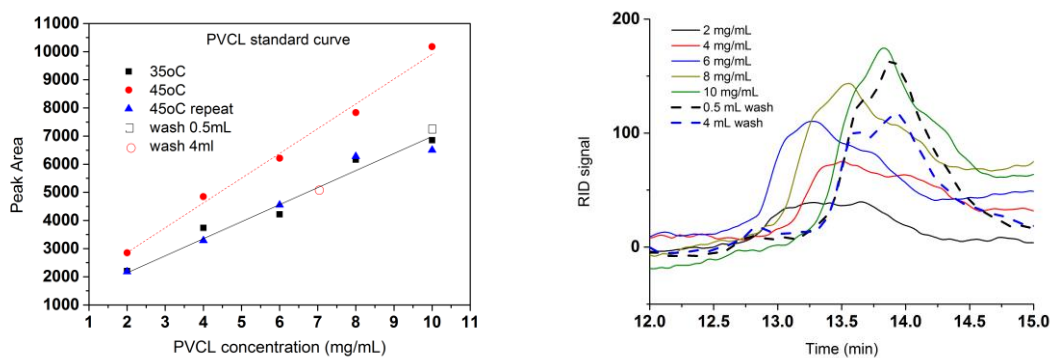 11000
10000
9000
8000
7000
6000
5000
4000
3000
2000
1000
Peak Area
PVCL standard curve
35oC
45oC
45oC repeat
wash 0.5mL
wash 4ml
1 2 3 4 5 6 7 8 9 10 11
PVCL concentration (mg/mL)
200
100
0
RID signal
2 mg/mL
4 mg/mL
6 mg/mL
8 mg/mL
10 mg/mL
0.5 mL wash
4 mL wash
12.0 12.5 13.0 13.5 14.0 14.5 15.0
Time (min)